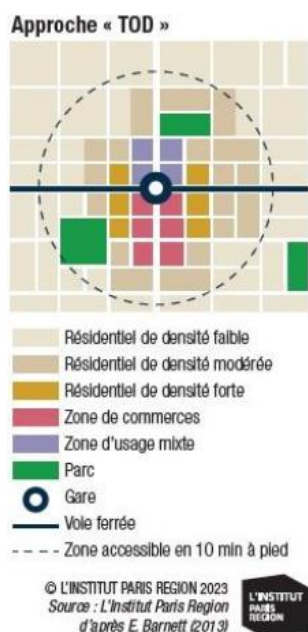 Approche « TOD »
Résidentiel de densité faible
Résidentiel de densité modérée
Résidentiel de densité forte
Zone de commerces
Zone d'usage mixte
Parc
Gare
Voie ferrée
Zone accessible en 10 min à pied
© L'INSTITUT PARIS REGION 2023
Source : L'Institut Paris Region
d'après E. Barnett (2013)
L'INSTITUT
PARIS
REGION